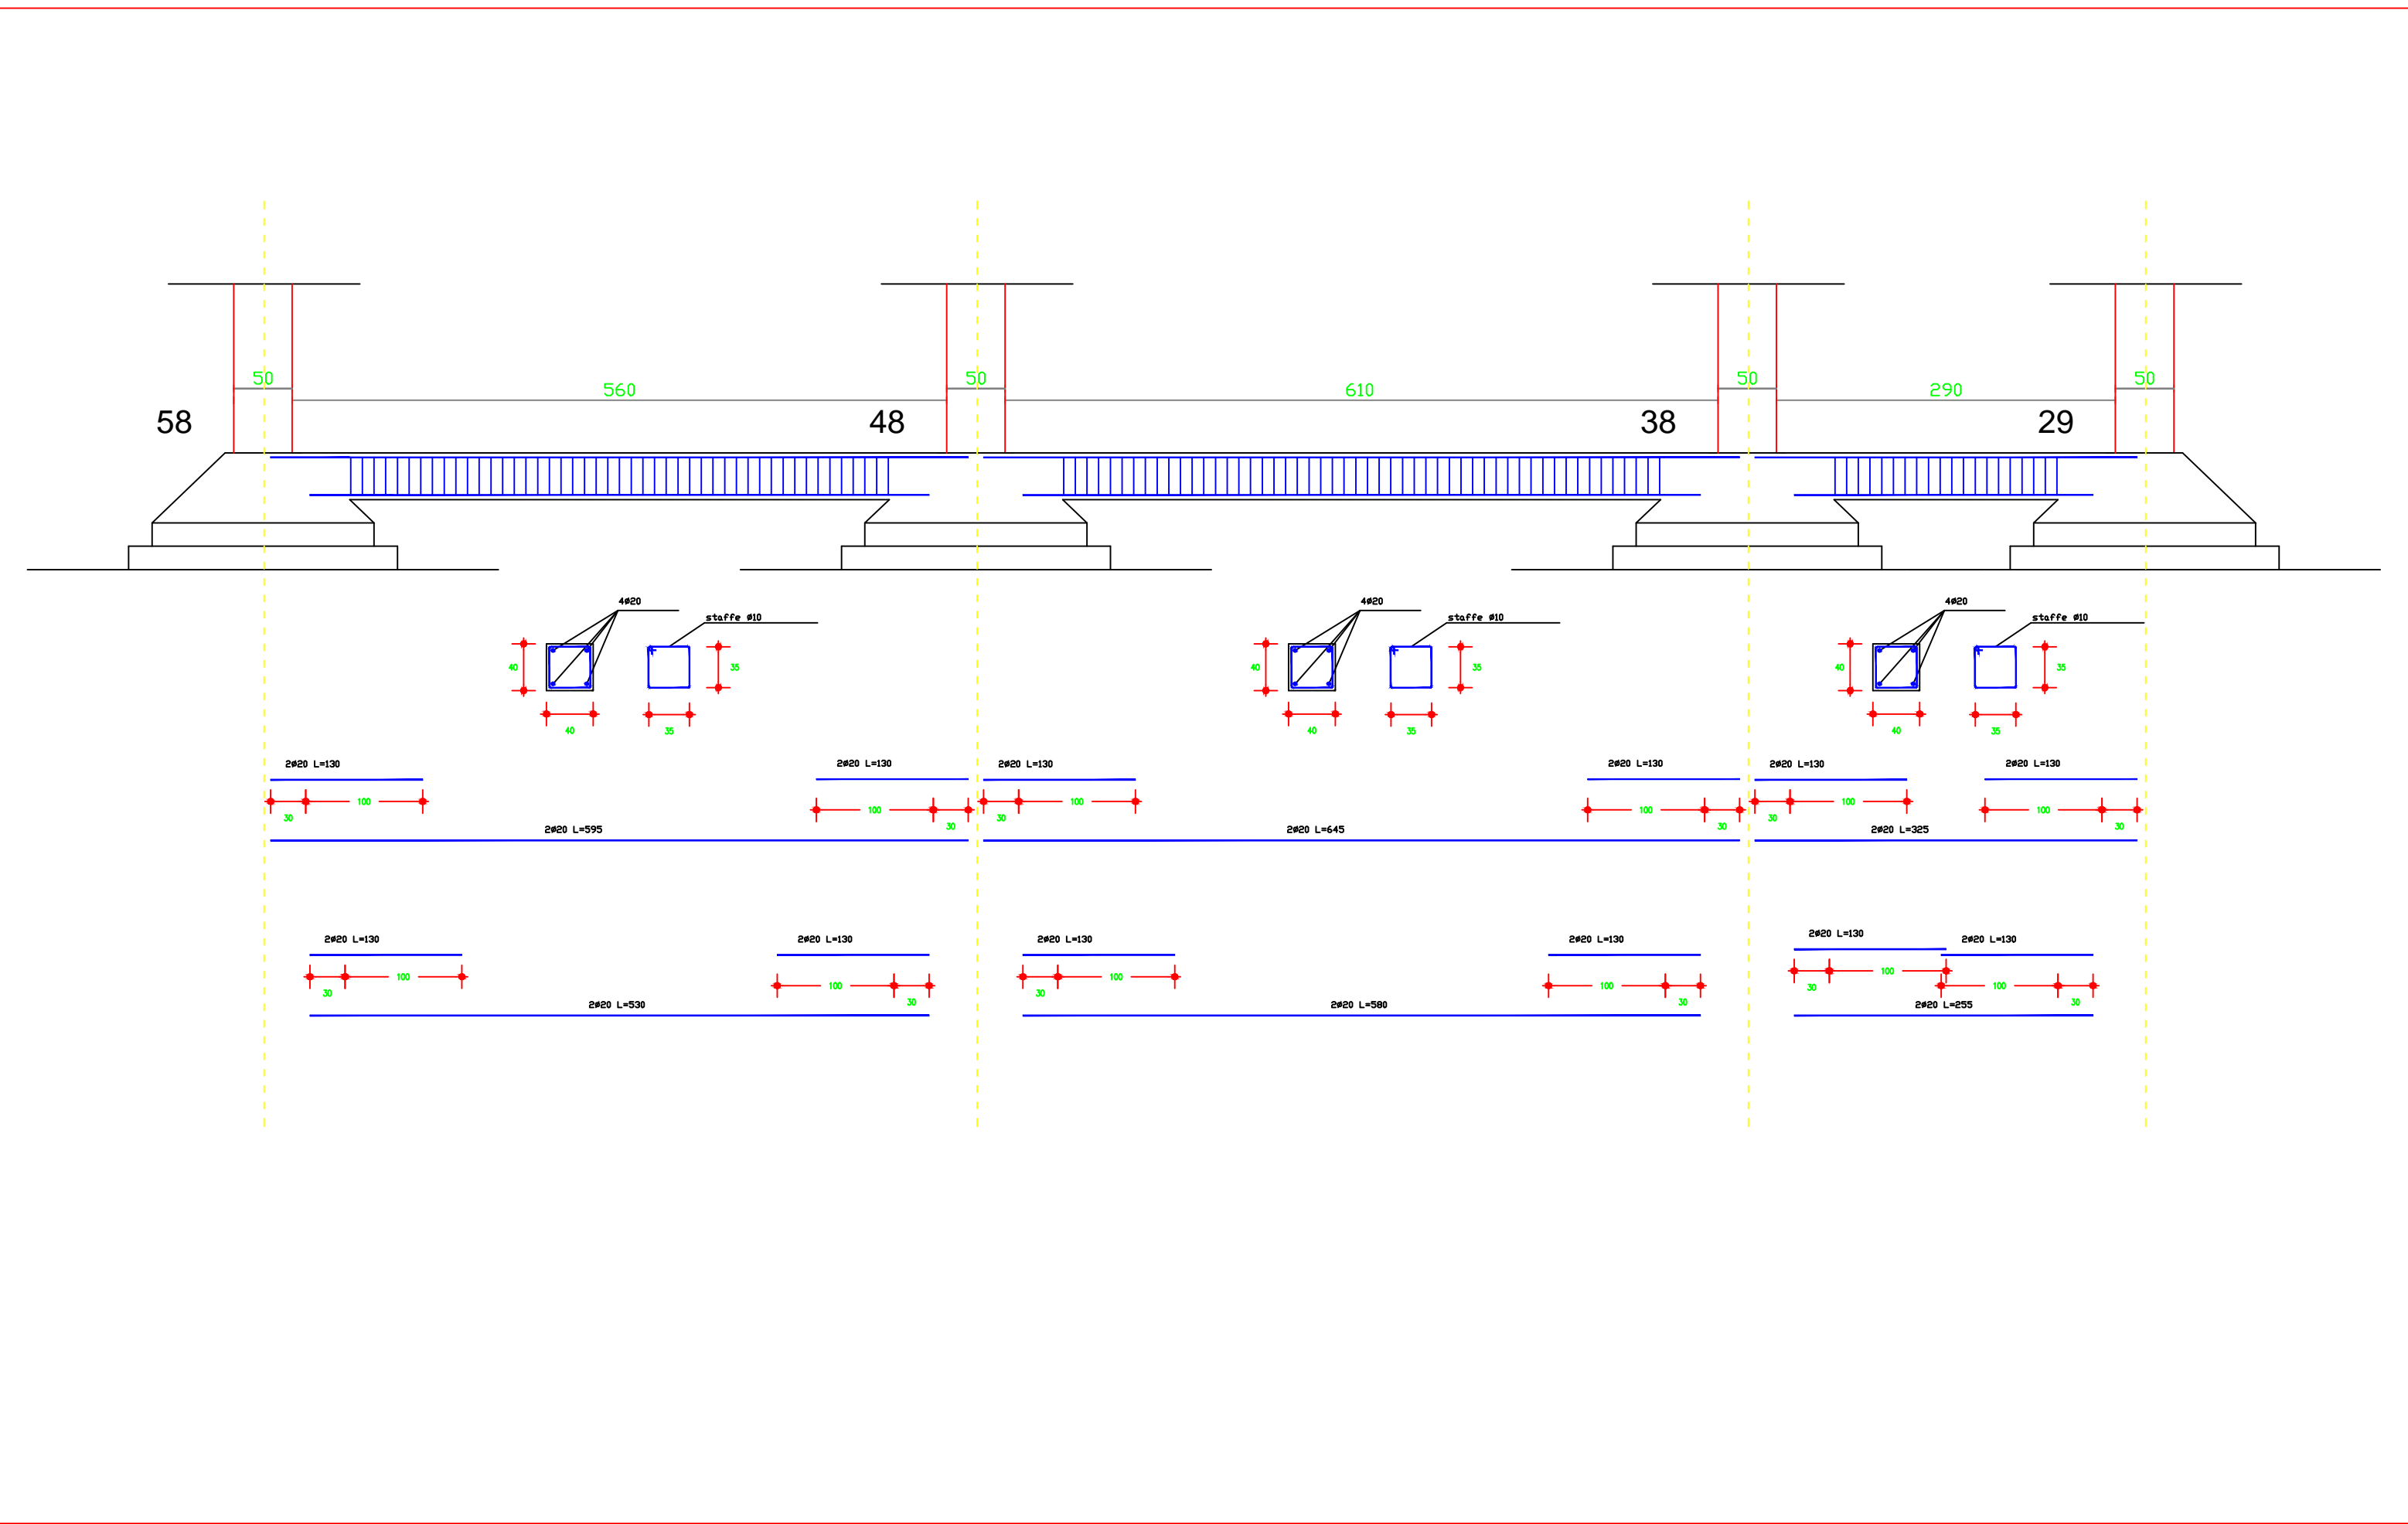 50 50 50 50
560 610 290
58 48 38 29
4ø20 4ø20 4ø20
staffe ø10 staffe ø10 staffe ø10
40 35 40 35 40 35
40 35 40 35 40 35
2ø20 L=130 2ø20 L=130 2ø20 L=130 2ø20 L=130 2ø20 L=130 2ø20 L=130
100 100 100 100 100 100
30 30 30 30 30 30
2ø20 L=595 2ø20 L=645 2ø20 L=325
2ø20 L=130 2ø20 L=130 2ø20 L=130 2ø20 L=130 2ø20 L=130 2ø20 L=130
100 100 100 100 100 100
30 30 30 30 30 30
2ø20 L=530 2ø20 L=580 2ø20 L=255